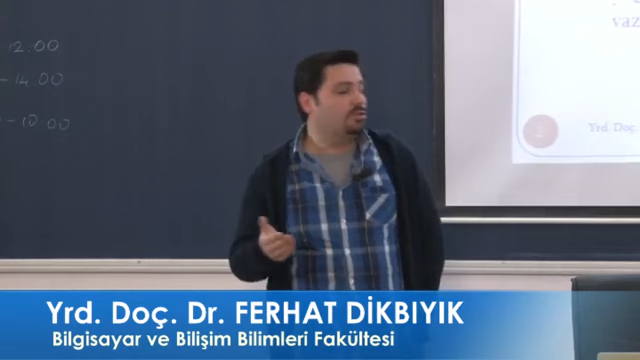 12.00
-14.00
-10.00
vaz
Yrd. Doç.
Yrd. Doç. Dr. FERHAT DİKBIYIK
Bilgisayar ve Bilişim Bilimleri Fakültesi